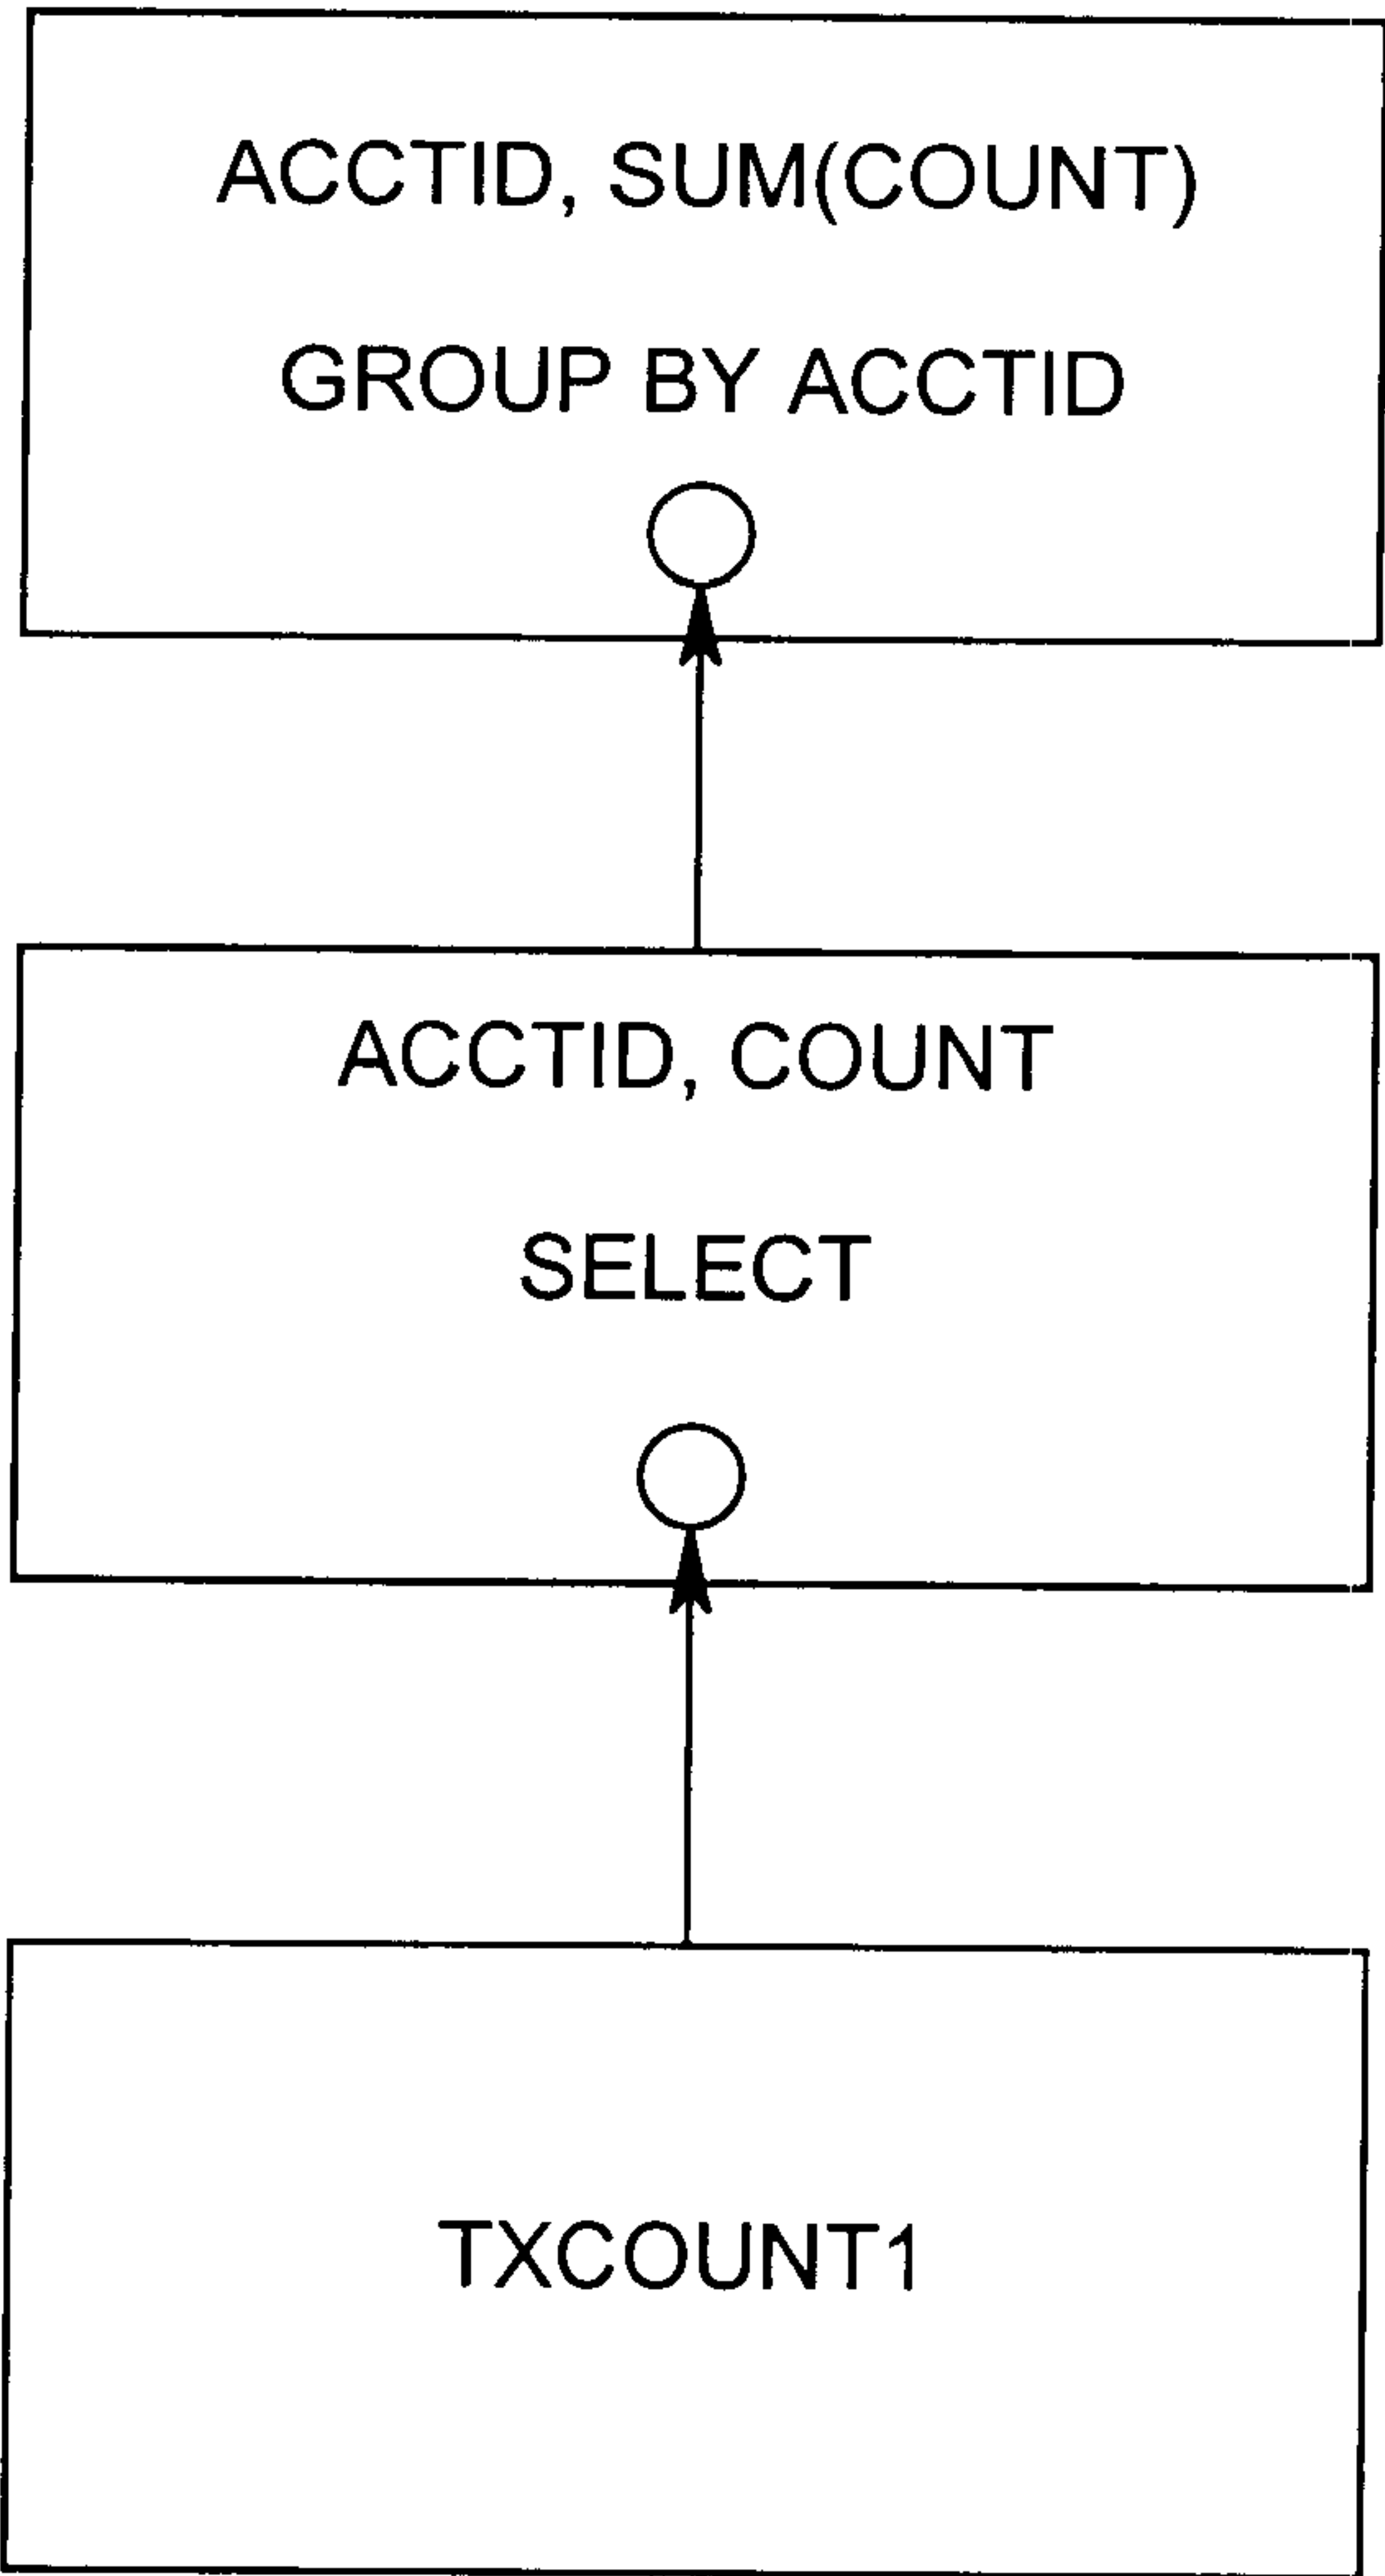 ACCTID, SUM(COUNT)
GROUP BY ACCTID
ACCTID, COUNT
SELECT
TXCOUNT1